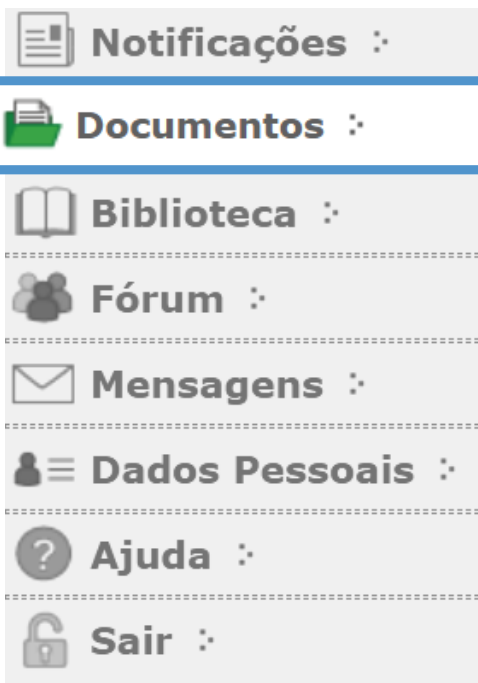 Notificações
Documentos
Biblioteca
Fórum
Mensagens
Dados Pessoais
Ajuda
Sair